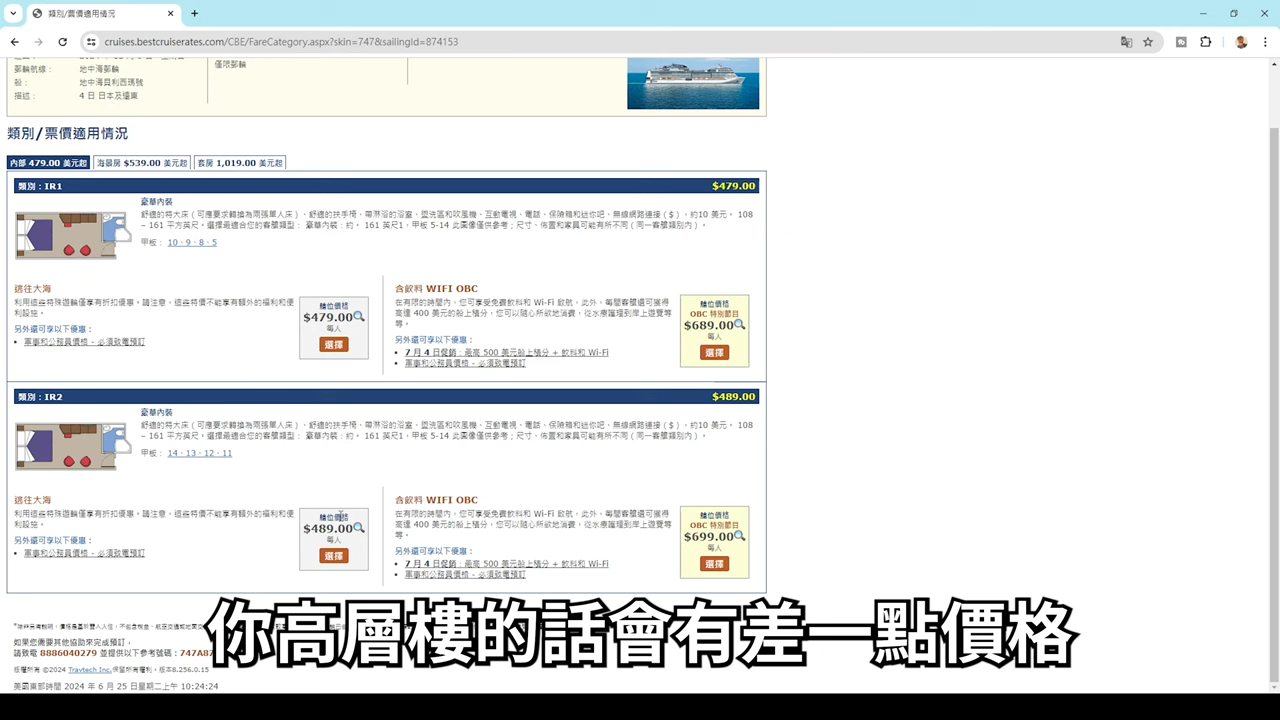 類別/票價適用情況
cruises.bestcruiserates.com/CBE/FareCategory.aspx?skin=747&sailingid=874153
郵輪航線： 地中海郵輪
僅限郵輪
船： 地中海貝利西瑪號
描述： 4 日 日本及遠東
類別/票價適用情況
內部 479.00 美元起 海景房 $539.00 美元起 套房 1,019.00 美元起
類別：IR1 $479.00
豪華內裝
舒適的特大床（可應要求轉換為兩張單人床）、舒適的扶手椅、帶淋浴的浴室、盥洗區和吹風機、互動電視、電話、保險箱和迷你吧、無線網路連接（$），約10 美元。 108
– 161 平方英尺。選擇最適合您的客艙類型： 豪華內裝：約。 161 英尺1，甲板 5-14 此圖像僅供參考；尺寸、佈置和家具可能有所不同（同一客艙類別內）。
甲板： 10、9、8、5
逃往大海
利用這些特殊遊輪僅享有折扣優惠。請注意，這些特價不能享有額外的福利和便
利設施。
另外還可享以下優惠：
軍事和公務員價格 - 必須致電預訂
艙位價格
$479.00
每人
選擇
含飲料 WIFI OBC
在有限的時間內，您可享受免費飲料和 Wi-Fi 啟航。此外，每間客艙還可獲得
高達 400 美元的船上積分，您可以隨心所欲地消費，從水療護理到岸上遊覽等
等。
另外還可享以下優惠：
7 月 4 日促銷：最高 500 美元船上積分 + 飲料和 Wi-Fi
軍事和公務員價格 - 必須致電預訂
艙位價格
OBC 特別節目
$689.00
每人
選擇
類別：IR2 $489.00
豪華內裝
舒適的特大床（可應要求轉換為兩張單人床）、舒適的扶手椅、帶淋浴的浴室、盥洗區和吹風機、互動電視、電話、保險箱和迷你吧、無線網路連接（$），約10 美元。 108
– 161 平方英尺。選擇最適合您的客艙類型： 豪華內裝：約。 161 英尺1，甲板 5-14 此圖像僅供參考；尺寸、佈置和家具可能有所不同（同一客艙類別內）。
甲板： 14、13、12、11
逃往大海
利用這些特殊遊輪僅享有折扣優惠。請注意，這些特價不能享有額外的福利和便
利設施。
另外還可享以下優惠：
軍事和公務員價格 - 必須致電預訂
艙位價格
$489.00
每人
選擇
含飲料 WIFI OBC
在有限的時間內，您可享受免費飲料和 Wi-Fi 啟航。此外，每間客艙還可獲得
高達 400 美元的船上積分，您可以隨心所欲地消費，從水療護理到岸上遊覽等
等。
另外還可享以下優惠：
7 月 4 日促銷：最高 500 美元船上積分 + 飲料和 Wi-Fi
軍事和公務員價格 - 必須致電預訂
艙位價格
OBC 特別節目
$699.00
每人
選擇
你高層樓的話會有差一點價格
如果您需要其他協助來完成預訂，
請致電 8886040279 並提供以下參考號碼：747A87
版權所有 ©2024 Travtech Inc.保留所有權利。版本8.256.0.15
美國東部時間 2024 年 6 月 25 日星期二上午 10:24:24